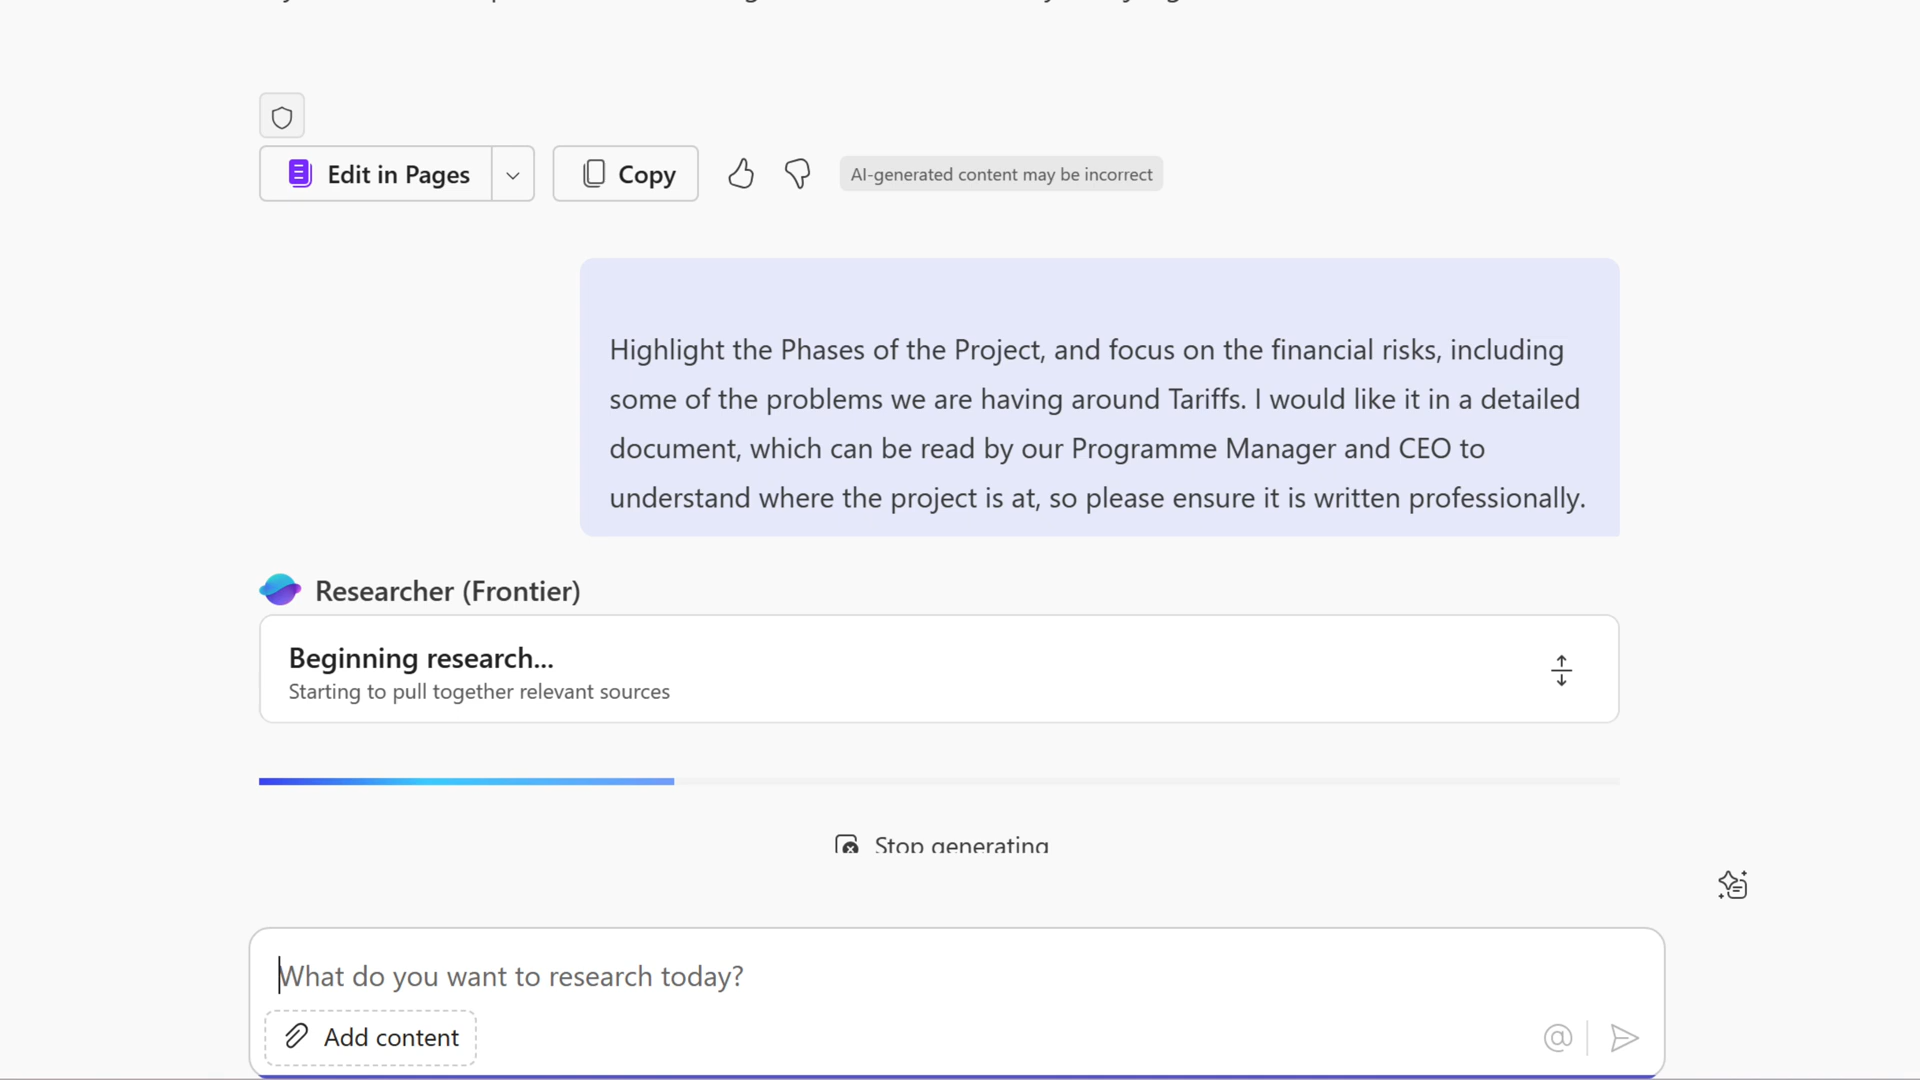 Edit in Pages
Copy
AI-generated content may be incorrect
Highlight the Phases of the Project, and focus on the financial risks, including
some of the problems we are having around Tariffs. I would like it in a detailed
document, which can be read by our Programme Manager and CEO to
understand where the project is at, so please ensure it is written professionally.
Researcher (Frontier)
Beginning research...
Starting to pull together relevant sources
Stop generating
What do you want to research today?
Add content